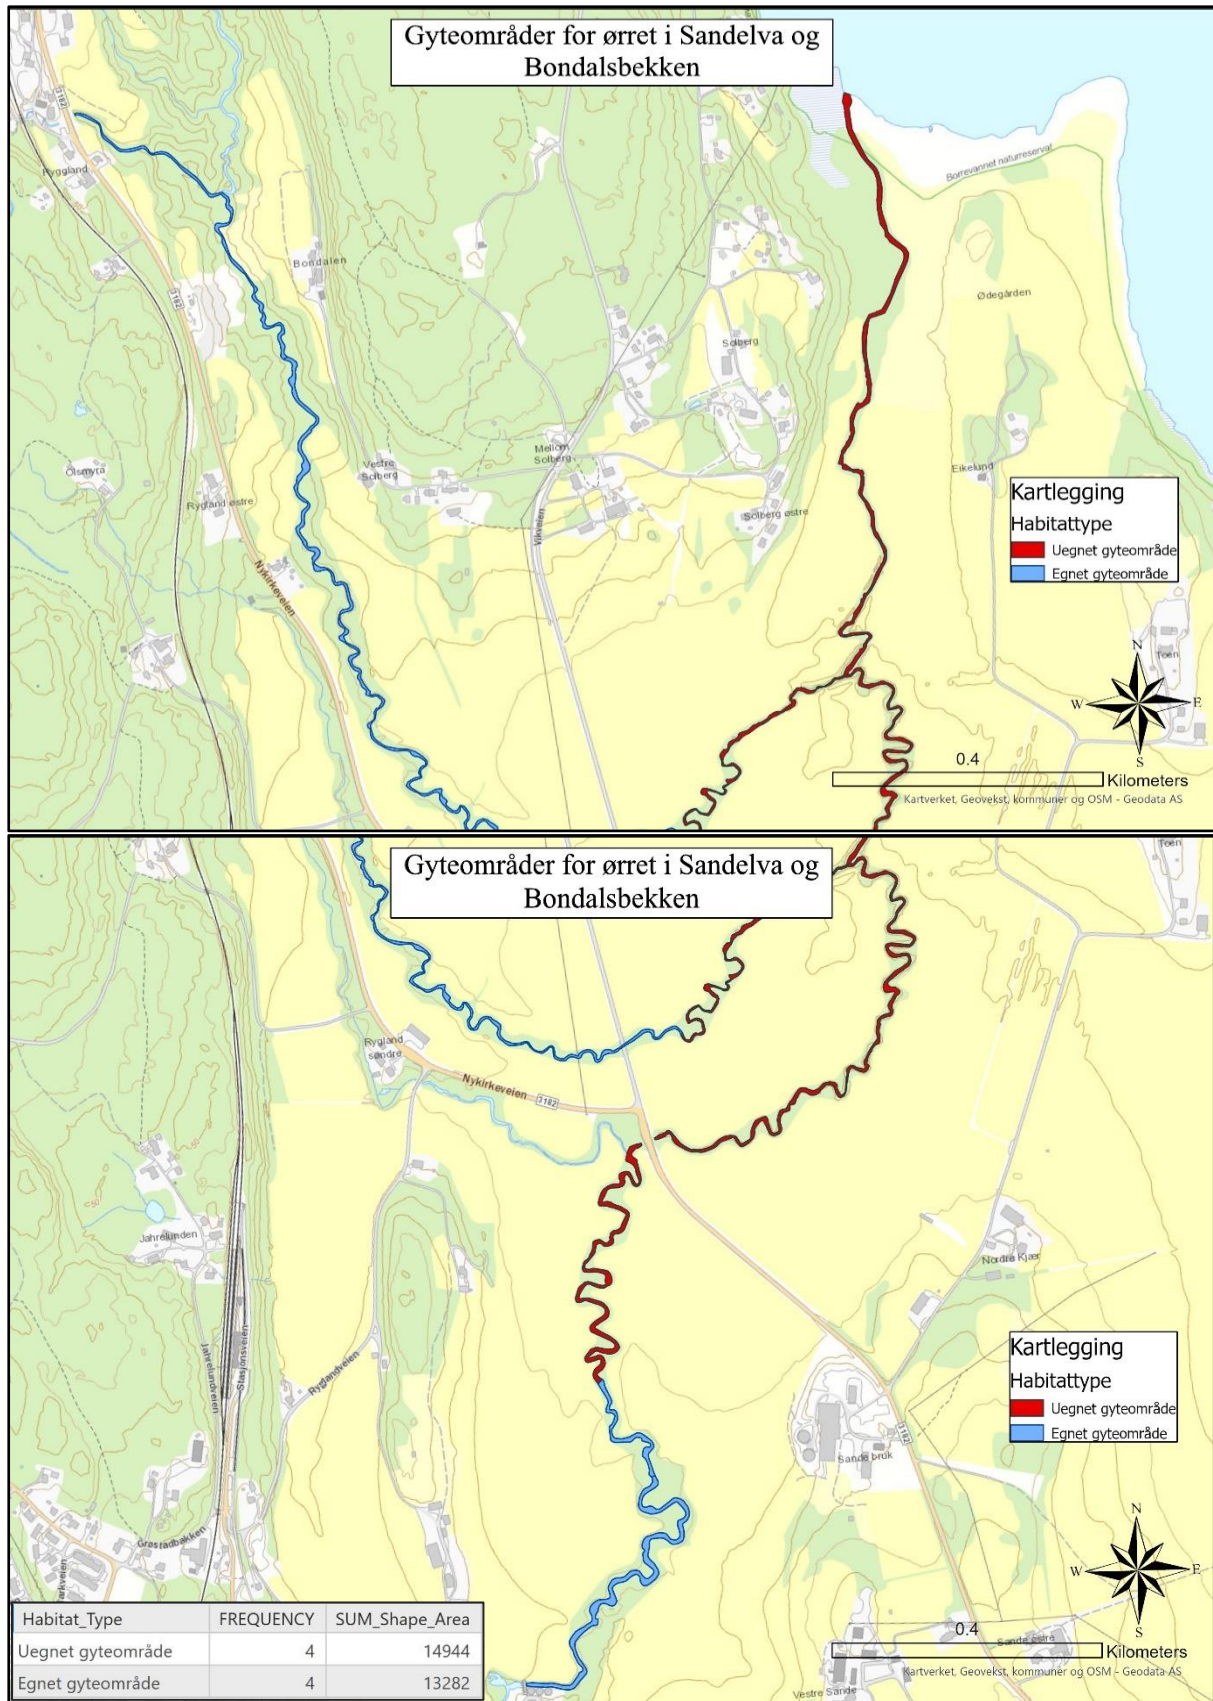 Gyteområder for ørret i Sandelva og
Bondalsbekken
3182
Ryggland
Borrevannet naturreservat
Bondalen
Ødegården
3182
Solberg
Mellom
Solberg
Vestre
Solberg
Olsmyra
Eikelund
Rygland østre
Solberg østre
Vikveien
Kartlegging
Habitattype
Uegnet gyteområde
Egnet gyteområde
Nykirkeveien
Toen
N
W E
S
0.4
Kilometers
Kartverket, Geovekst, kommuner og OSM - Geodata AS
Gyteområder for ørret i Sandelva og
Bondalsbekken
Toen
Rygland
søndre
Nykirkeveien
3182
50
Jahrelunden
Nordre Kjær
Jahrelundveien
Stasjonsveien
Ryglandveien
Kartlegging
Habitattype
Uegnet gyteområde
Egnet gyteområde
3182
Sande bruk
Grøstadbakken
N
W E
S
0.4
Kilometers
Sande østre
Kartverket, Geovekst, kommuner og OSM - Geodata AS
Vestre Sande
Habitat_Type FREQUENCY SUM_Shape_Area
Uegnet gyteområde 4 14944
Egnet gyteområde 4 13282